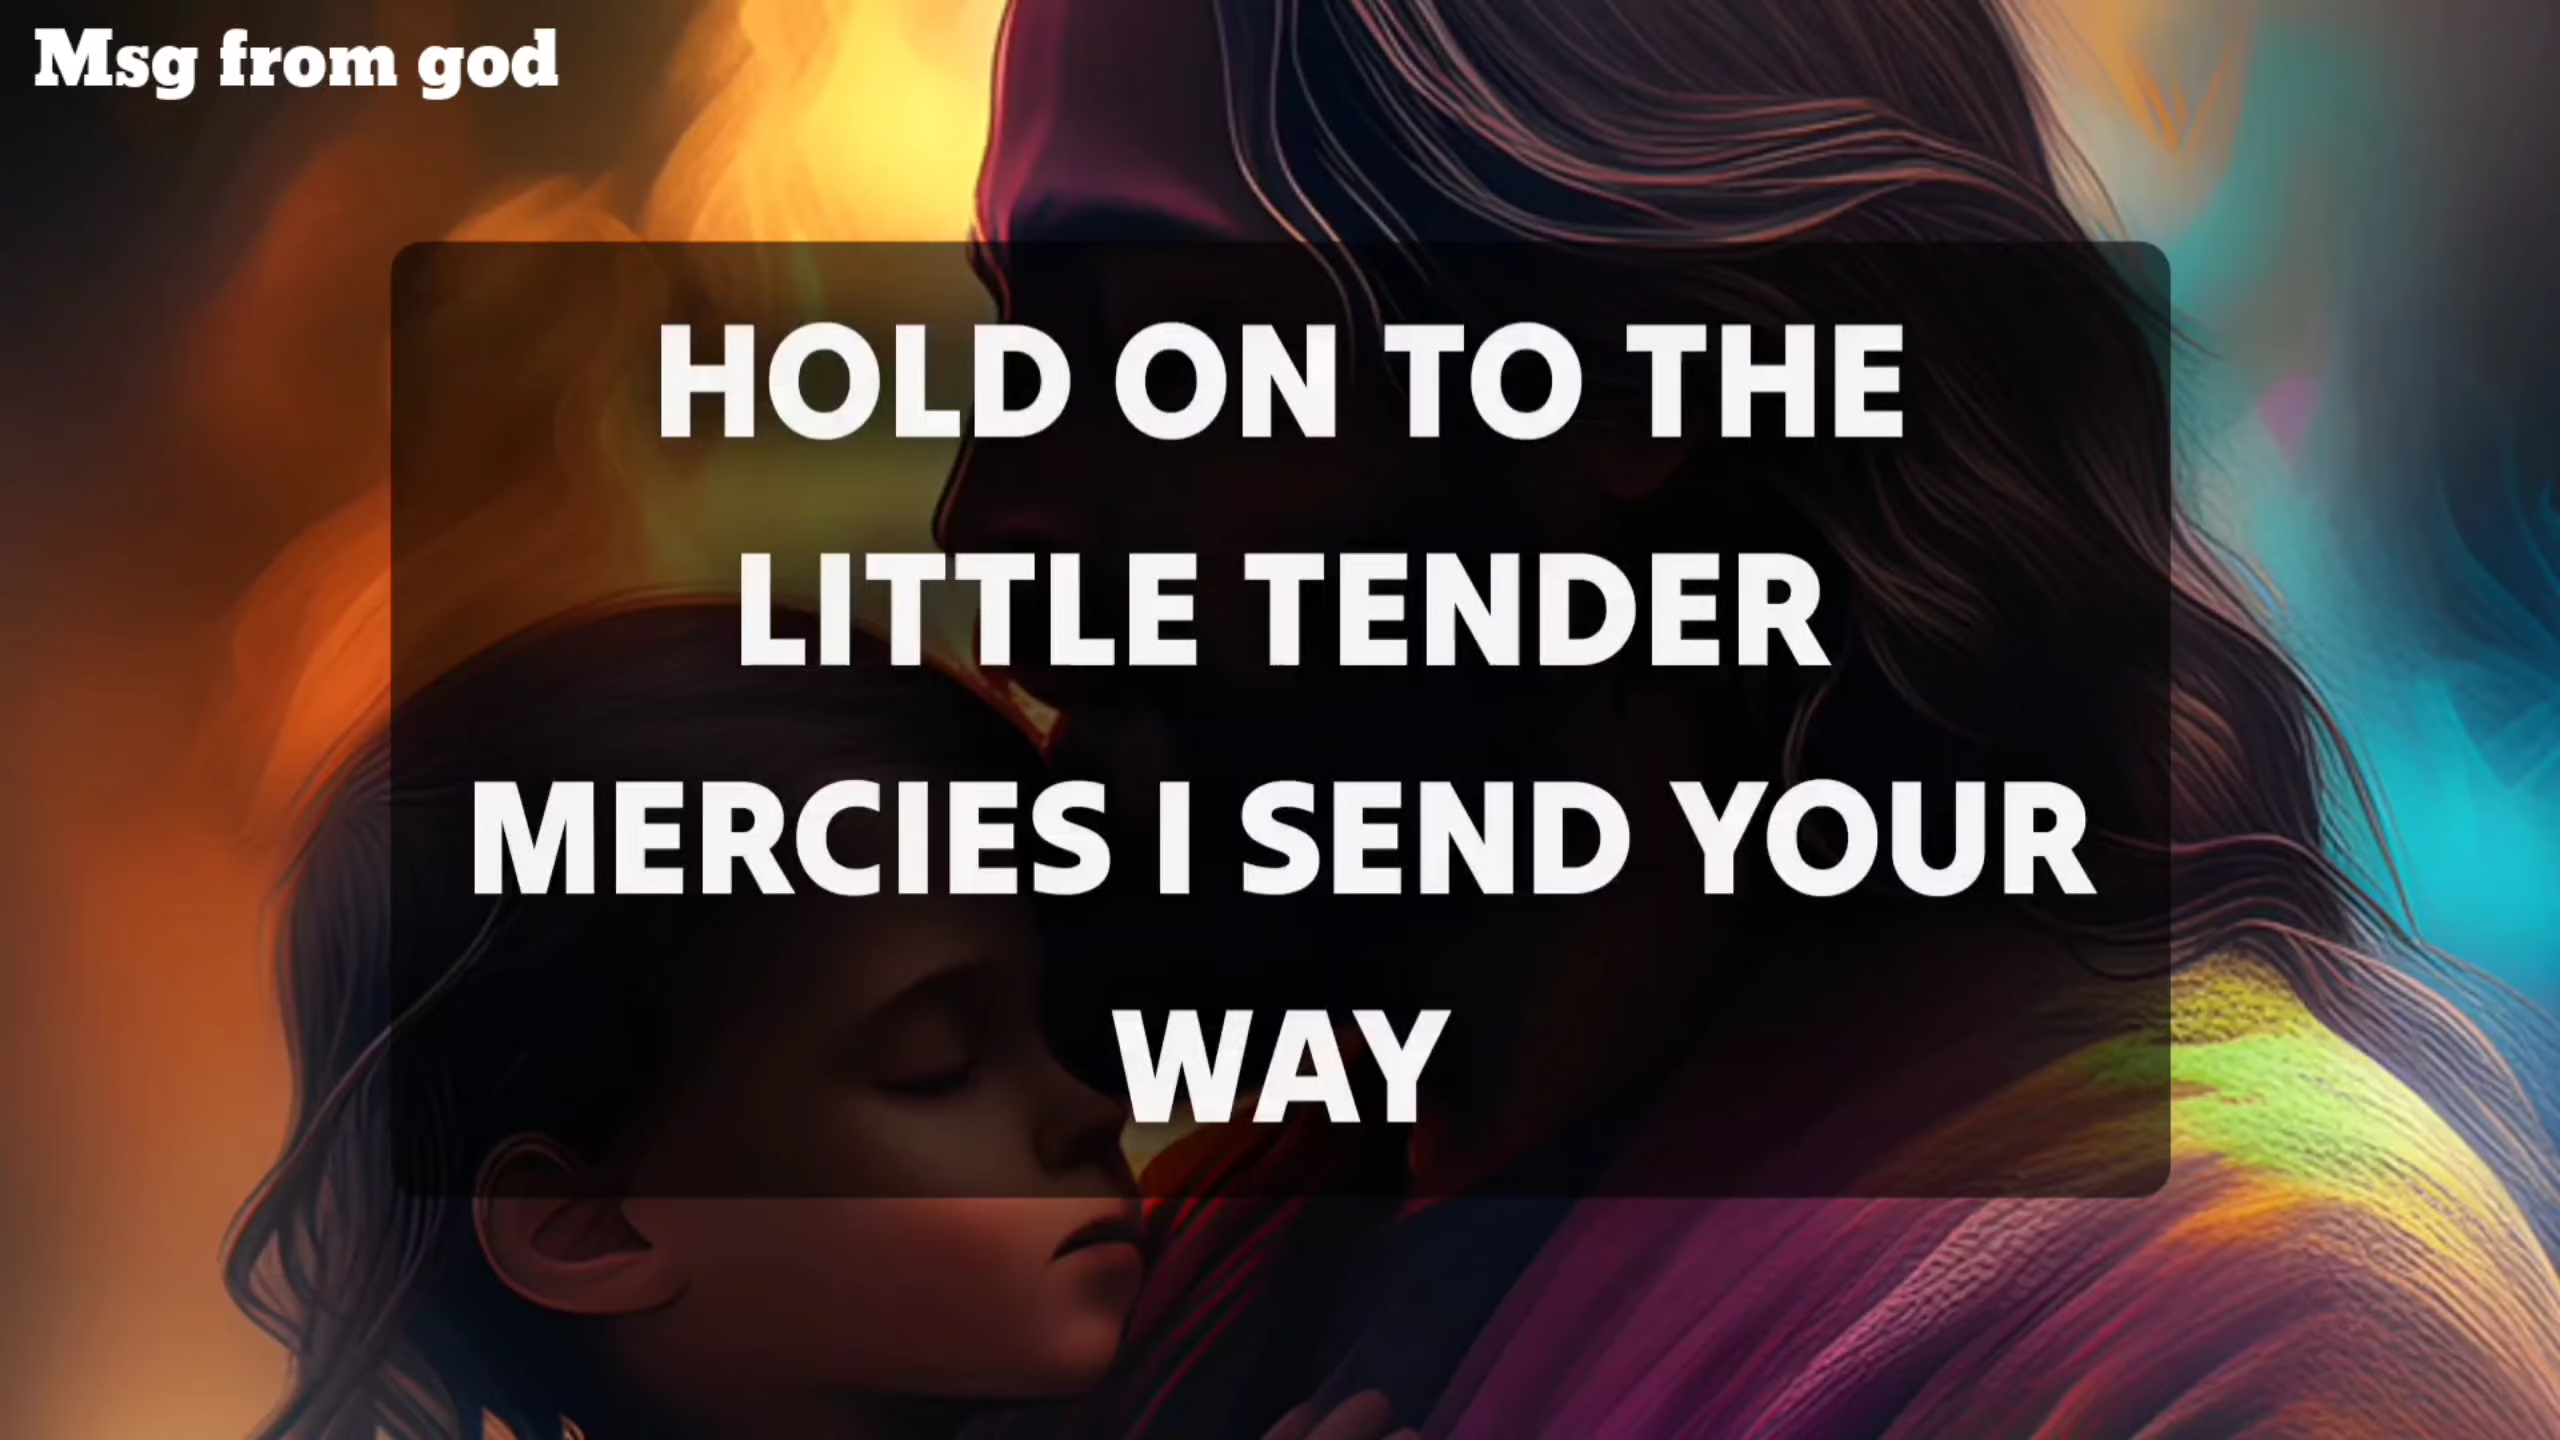 Msg from god
HOLD ON TO THE
LITTLE TENDER
MERCIES I SEND YOUR
WAY